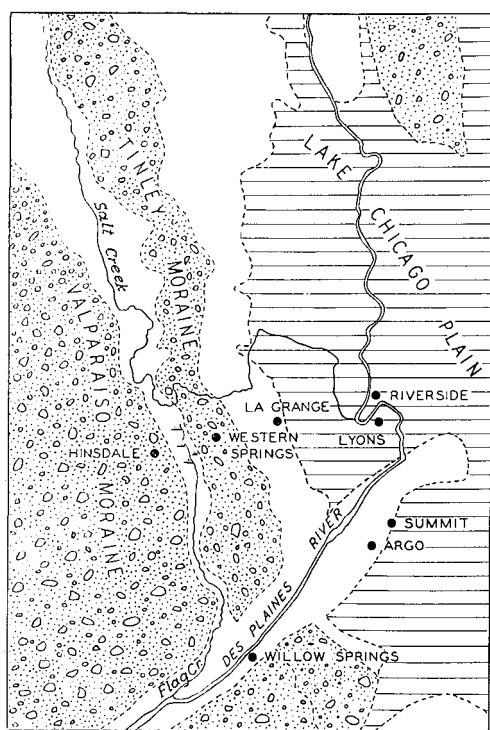 TINLEY
MORAINE
LAKE
CHICAGO
PLAIN
Salt Creek
VALPARAISO
MORAINE
RIVERSIDE
LA GRANGE
LYONS
WESTERN
SPRINGS
HINSDALE
SUMMIT
ARGO
DES PLAINES RIVER
Flag Cr.
WILLOW SPRINGS